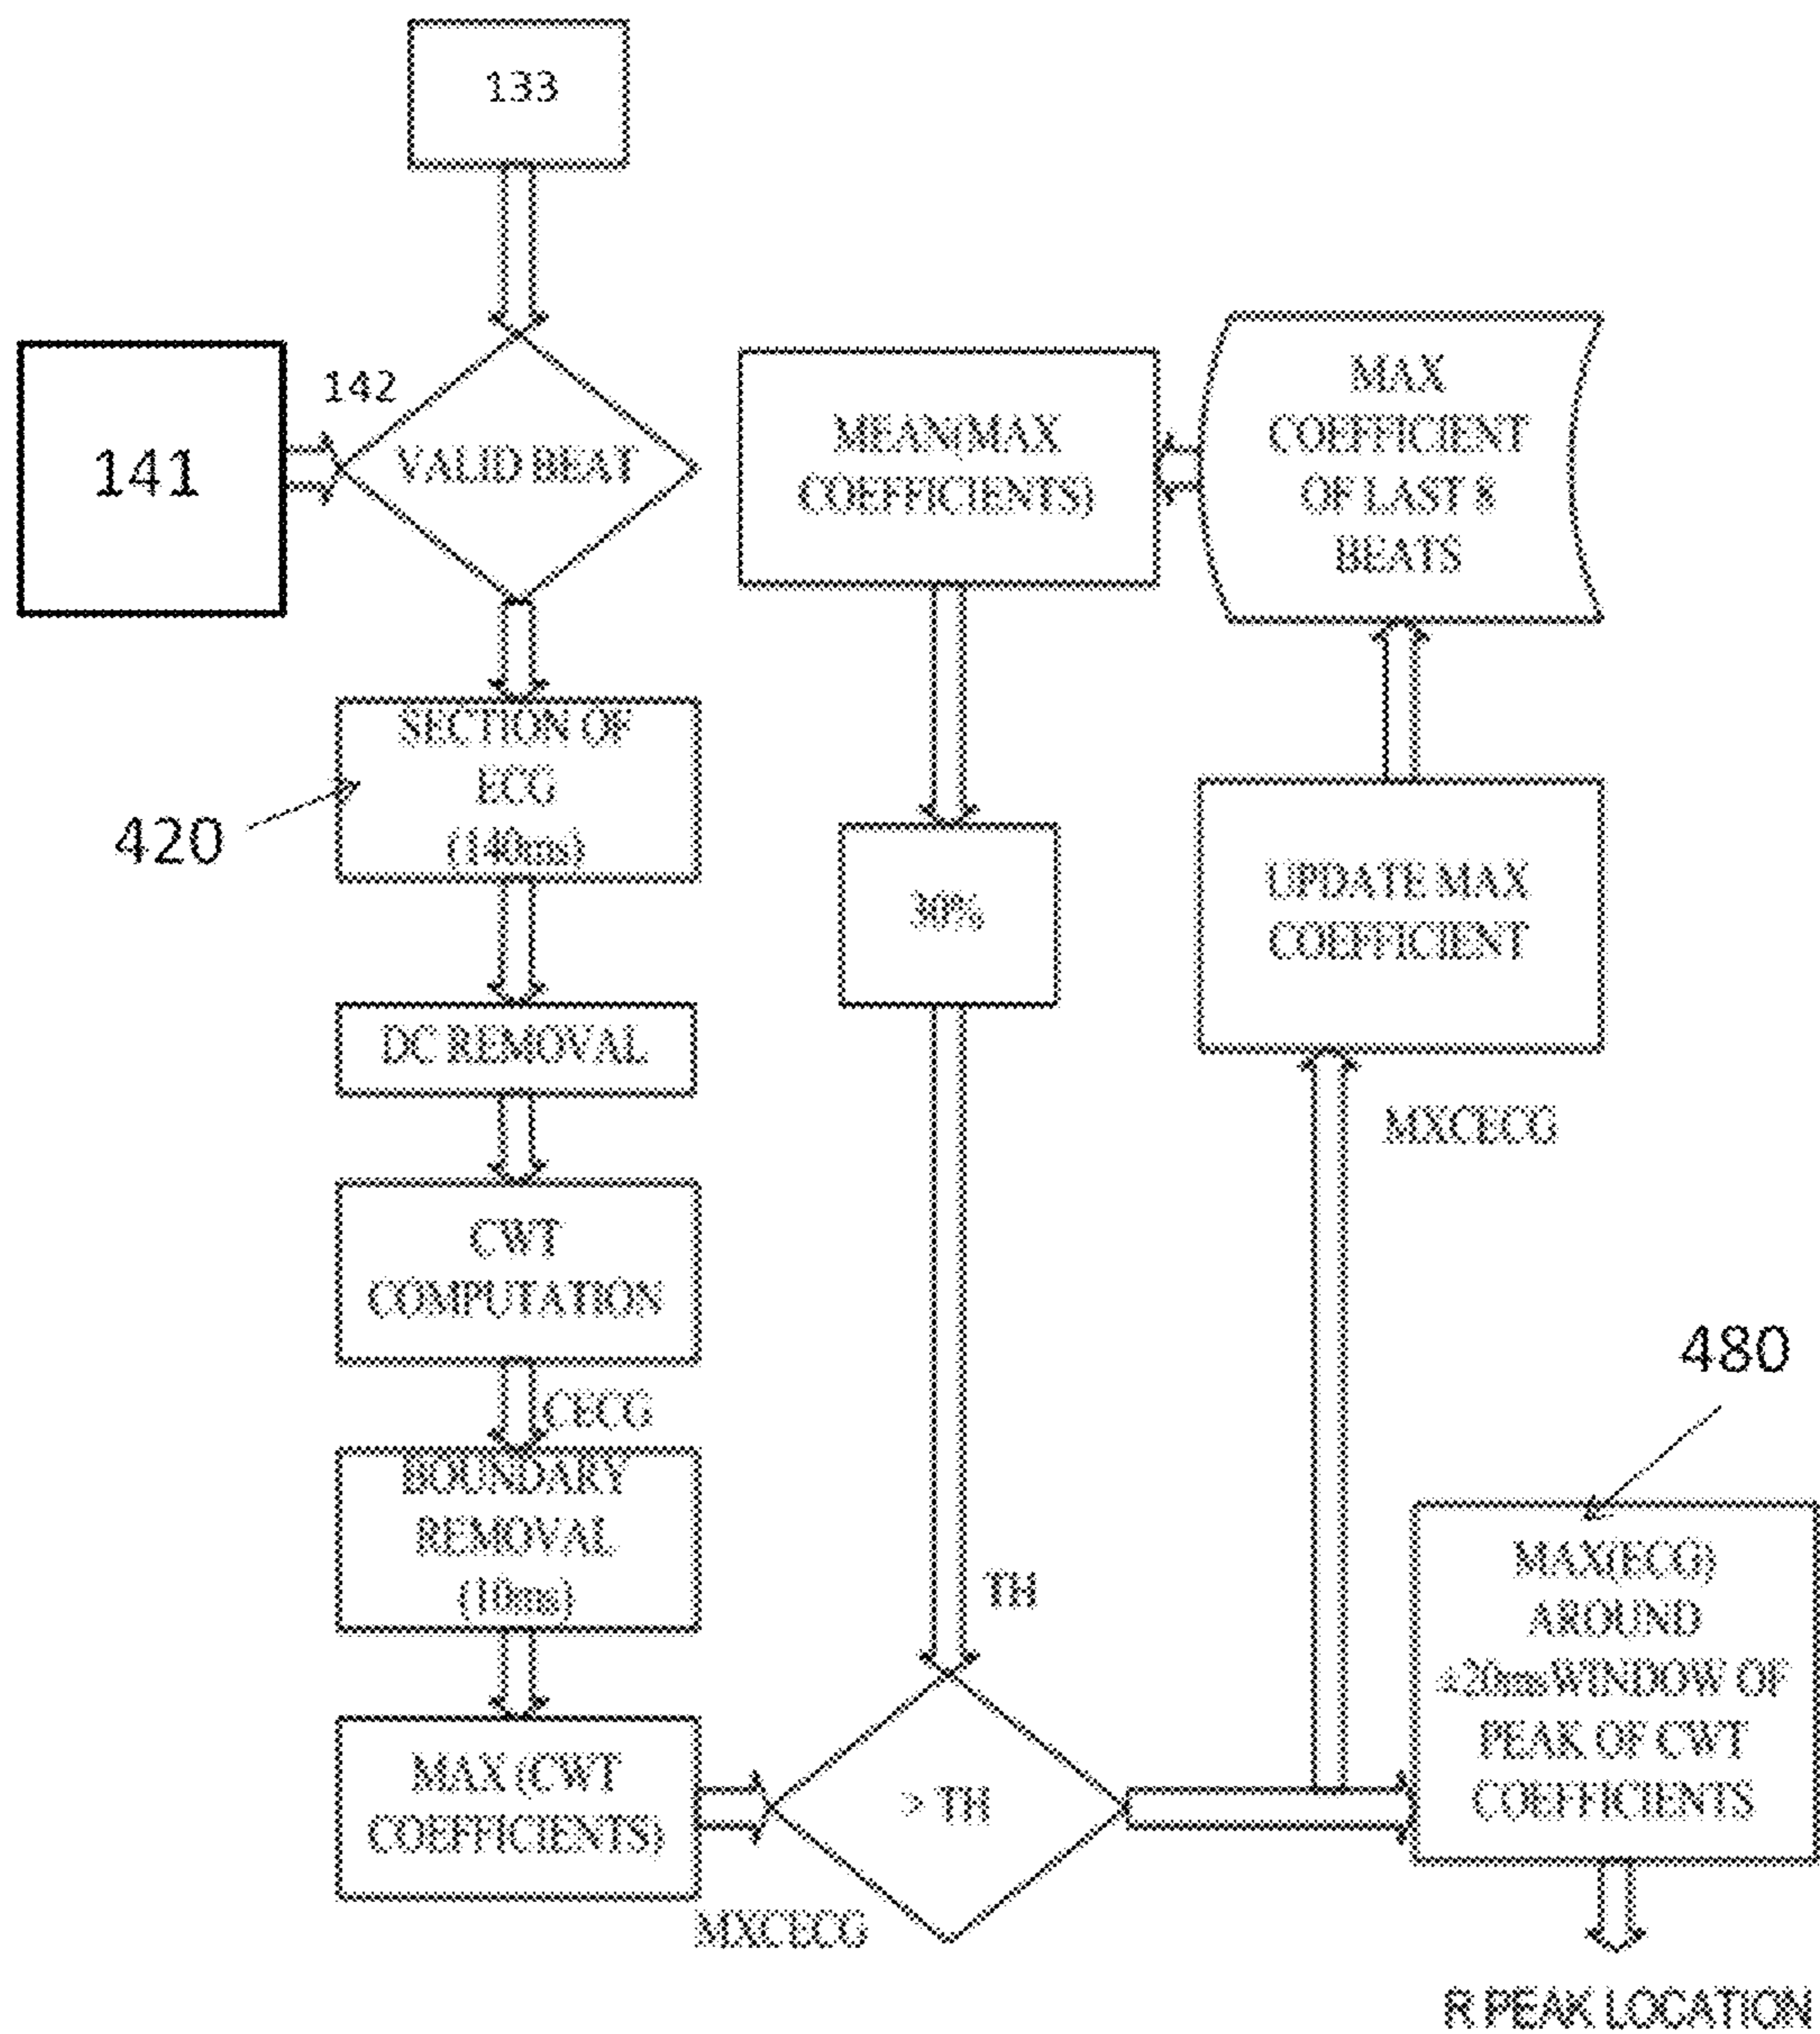 133
141
142
VALID BEAT
MEAN(MAX
COEFFICIENTS)
MAX
COEFFICIENT
OF LAST 8
BEATS
SECTION OF
ECG
(140ms)
420
30%
UPDATE MAX
COEFFICIENT
DC REMOVAL
MXCECG
CWT
COMPUTATION
CECG
480
BOUNDARY
REMOVAL
(10ms)
TH
MAX(ECG)
AROUND
±20msWINDOW OF
PEAK OF CWT
COEFFICIENTS
MAX (CWT
COEFFICIENTS)
> TH
MXCECG
R PEAK LOCATION